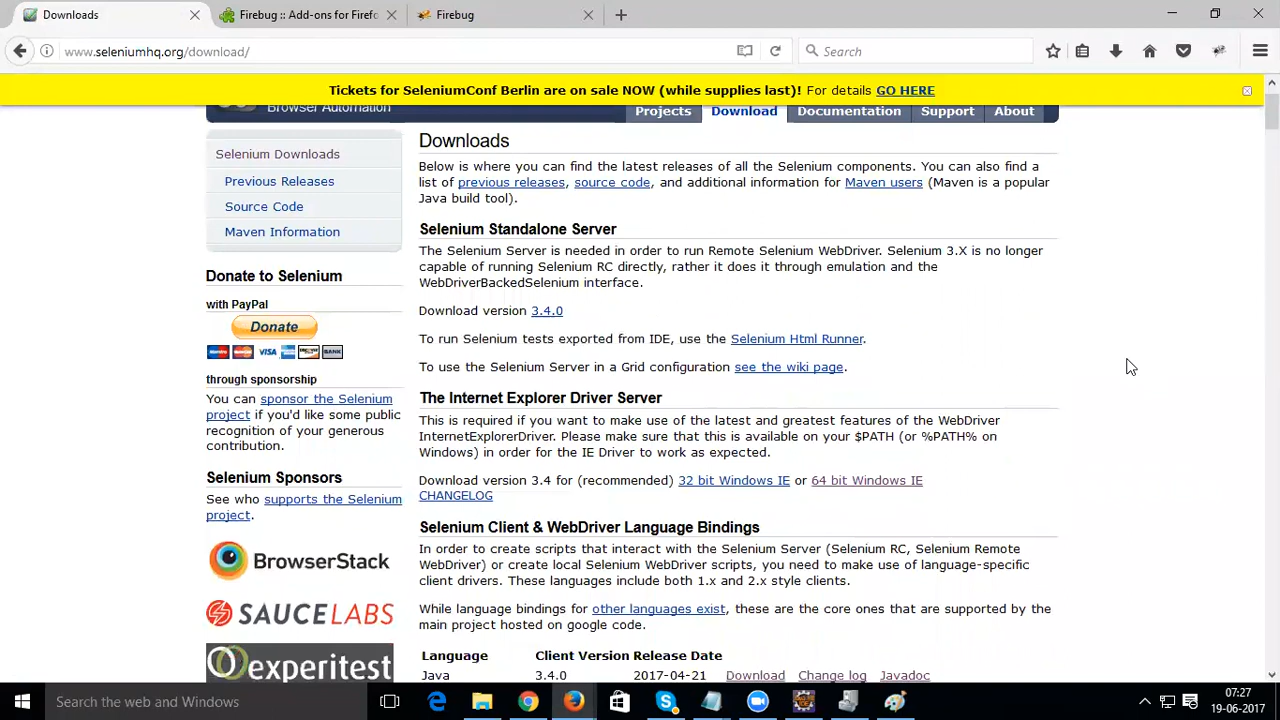 Downloads
Firebug :: Add-ons for Firefo
Firebug
www.seleniumhq.org/download/
Search
Tickets for SeleniumConf Berlin are on sale NOW (while supplies last)! For details GO HERE
Browser Automation
Projects
Download
Documentation
Support
About
Selenium Downloads
Previous Releases
Source Code
Maven Information
Donate to Selenium
with PayPal
Donate
VISA
BANK
through sponsorship
You can sponsor the Selenium
project if you'd like some public
recognition of your generous
contribution.
Selenium Sponsors
See who supports the Selenium
project.
BrowserStack
SAUCELABS
experitest
Downloads
Below is where you can find the latest releases of all the Selenium components. You can also find a
list of previous releases, source code, and additional information for Maven users (Maven is a popular
Java build tool).
Selenium Standalone Server
The Selenium Server is needed in order to run Remote Selenium WebDriver. Selenium 3.X is no longer
capable of running Selenium RC directly, rather it does it through emulation and the
WebDriverBackedSelenium interface.
Download version 3.4.0
To run Selenium tests exported from IDE, use the Selenium Html Runner.
To use the Selenium Server in a Grid configuration see the wiki page.
The Internet Explorer Driver Server
This is required if you want to make use of the latest and greatest features of the WebDriver
InternetExplorerDriver. Please make sure that this is available on your $PATH (or %PATH% on
Windows) in order for the IE Driver to work as expected.
Download version 3.4 for (recommended) 32 bit Windows IE or 64 bit Windows IE
CHANGELOG
Selenium Client & WebDriver Language Bindings
In order to create scripts that interact with the Selenium Server (Selenium RC, Selenium Remote
WebDriver) or create local Selenium WebDriver scripts, you need to make use of language-specific
client drivers. These languages include both 1.x and 2.x style clients.
While language bindings for other languages exist, these are the core ones that are supported by the
main project hosted on google code.
Language Client Version Release Date
Java 3.4.0 2017-04-21 Download Change log Javadoc
Search the web and Windows
07:27
19-06-2017